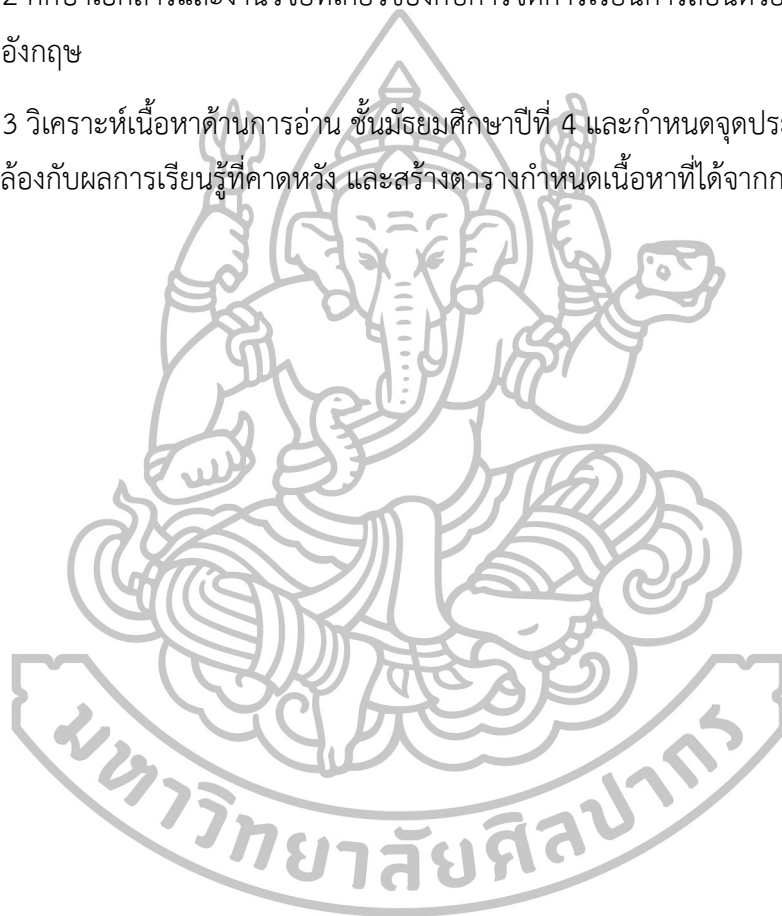 อังกฤษ
3 วิเคราะห์เนื้อหาด้านการอ่าน ชั้นมัธยมศึกษาปีที่ 4 และกำหนดจุดประ
ล้องกับผลการเรียนรู้ที่คาดหวัง และสร้างตารางกำหนดเนื้อหาที่ได้จากก
มหาวิทยาลัยศิลปากร